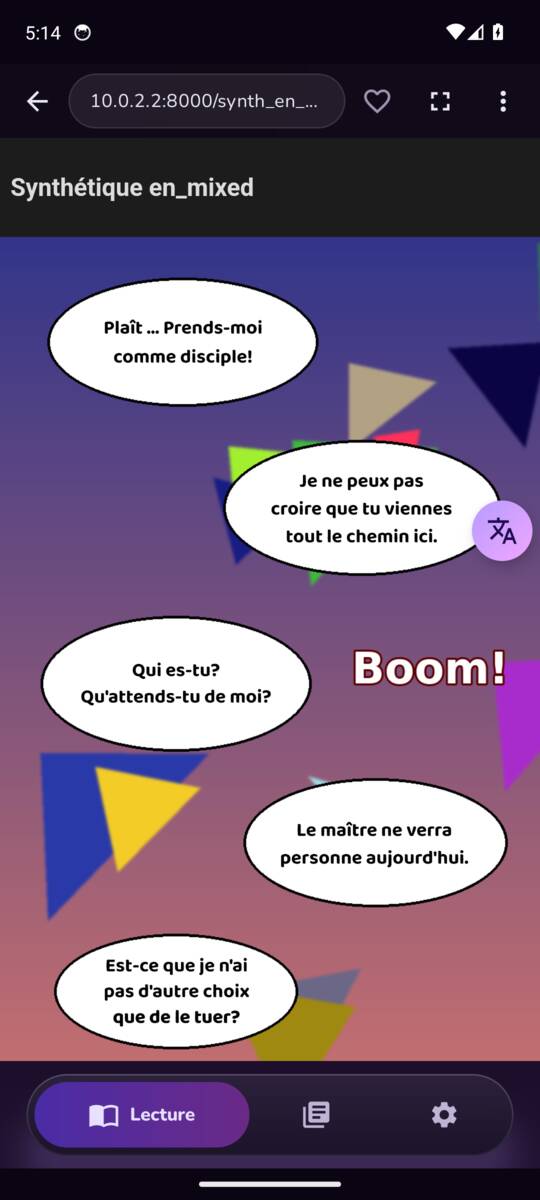 5:14
10.0.2.2:8000/synth_en_...
Synthétique en_mixed
Plaît ... Prends-moi
comme disciple!
Je ne peux pas
croire que tu viennes
tout le chemin ici.
Qui es-tu?
Qu'attends-tu de moi?
Boom!
Le maître ne verra
personne aujourd'hui.
Est-ce que je n'ai
pas d'autre choix
que de le tuer?
Lecture